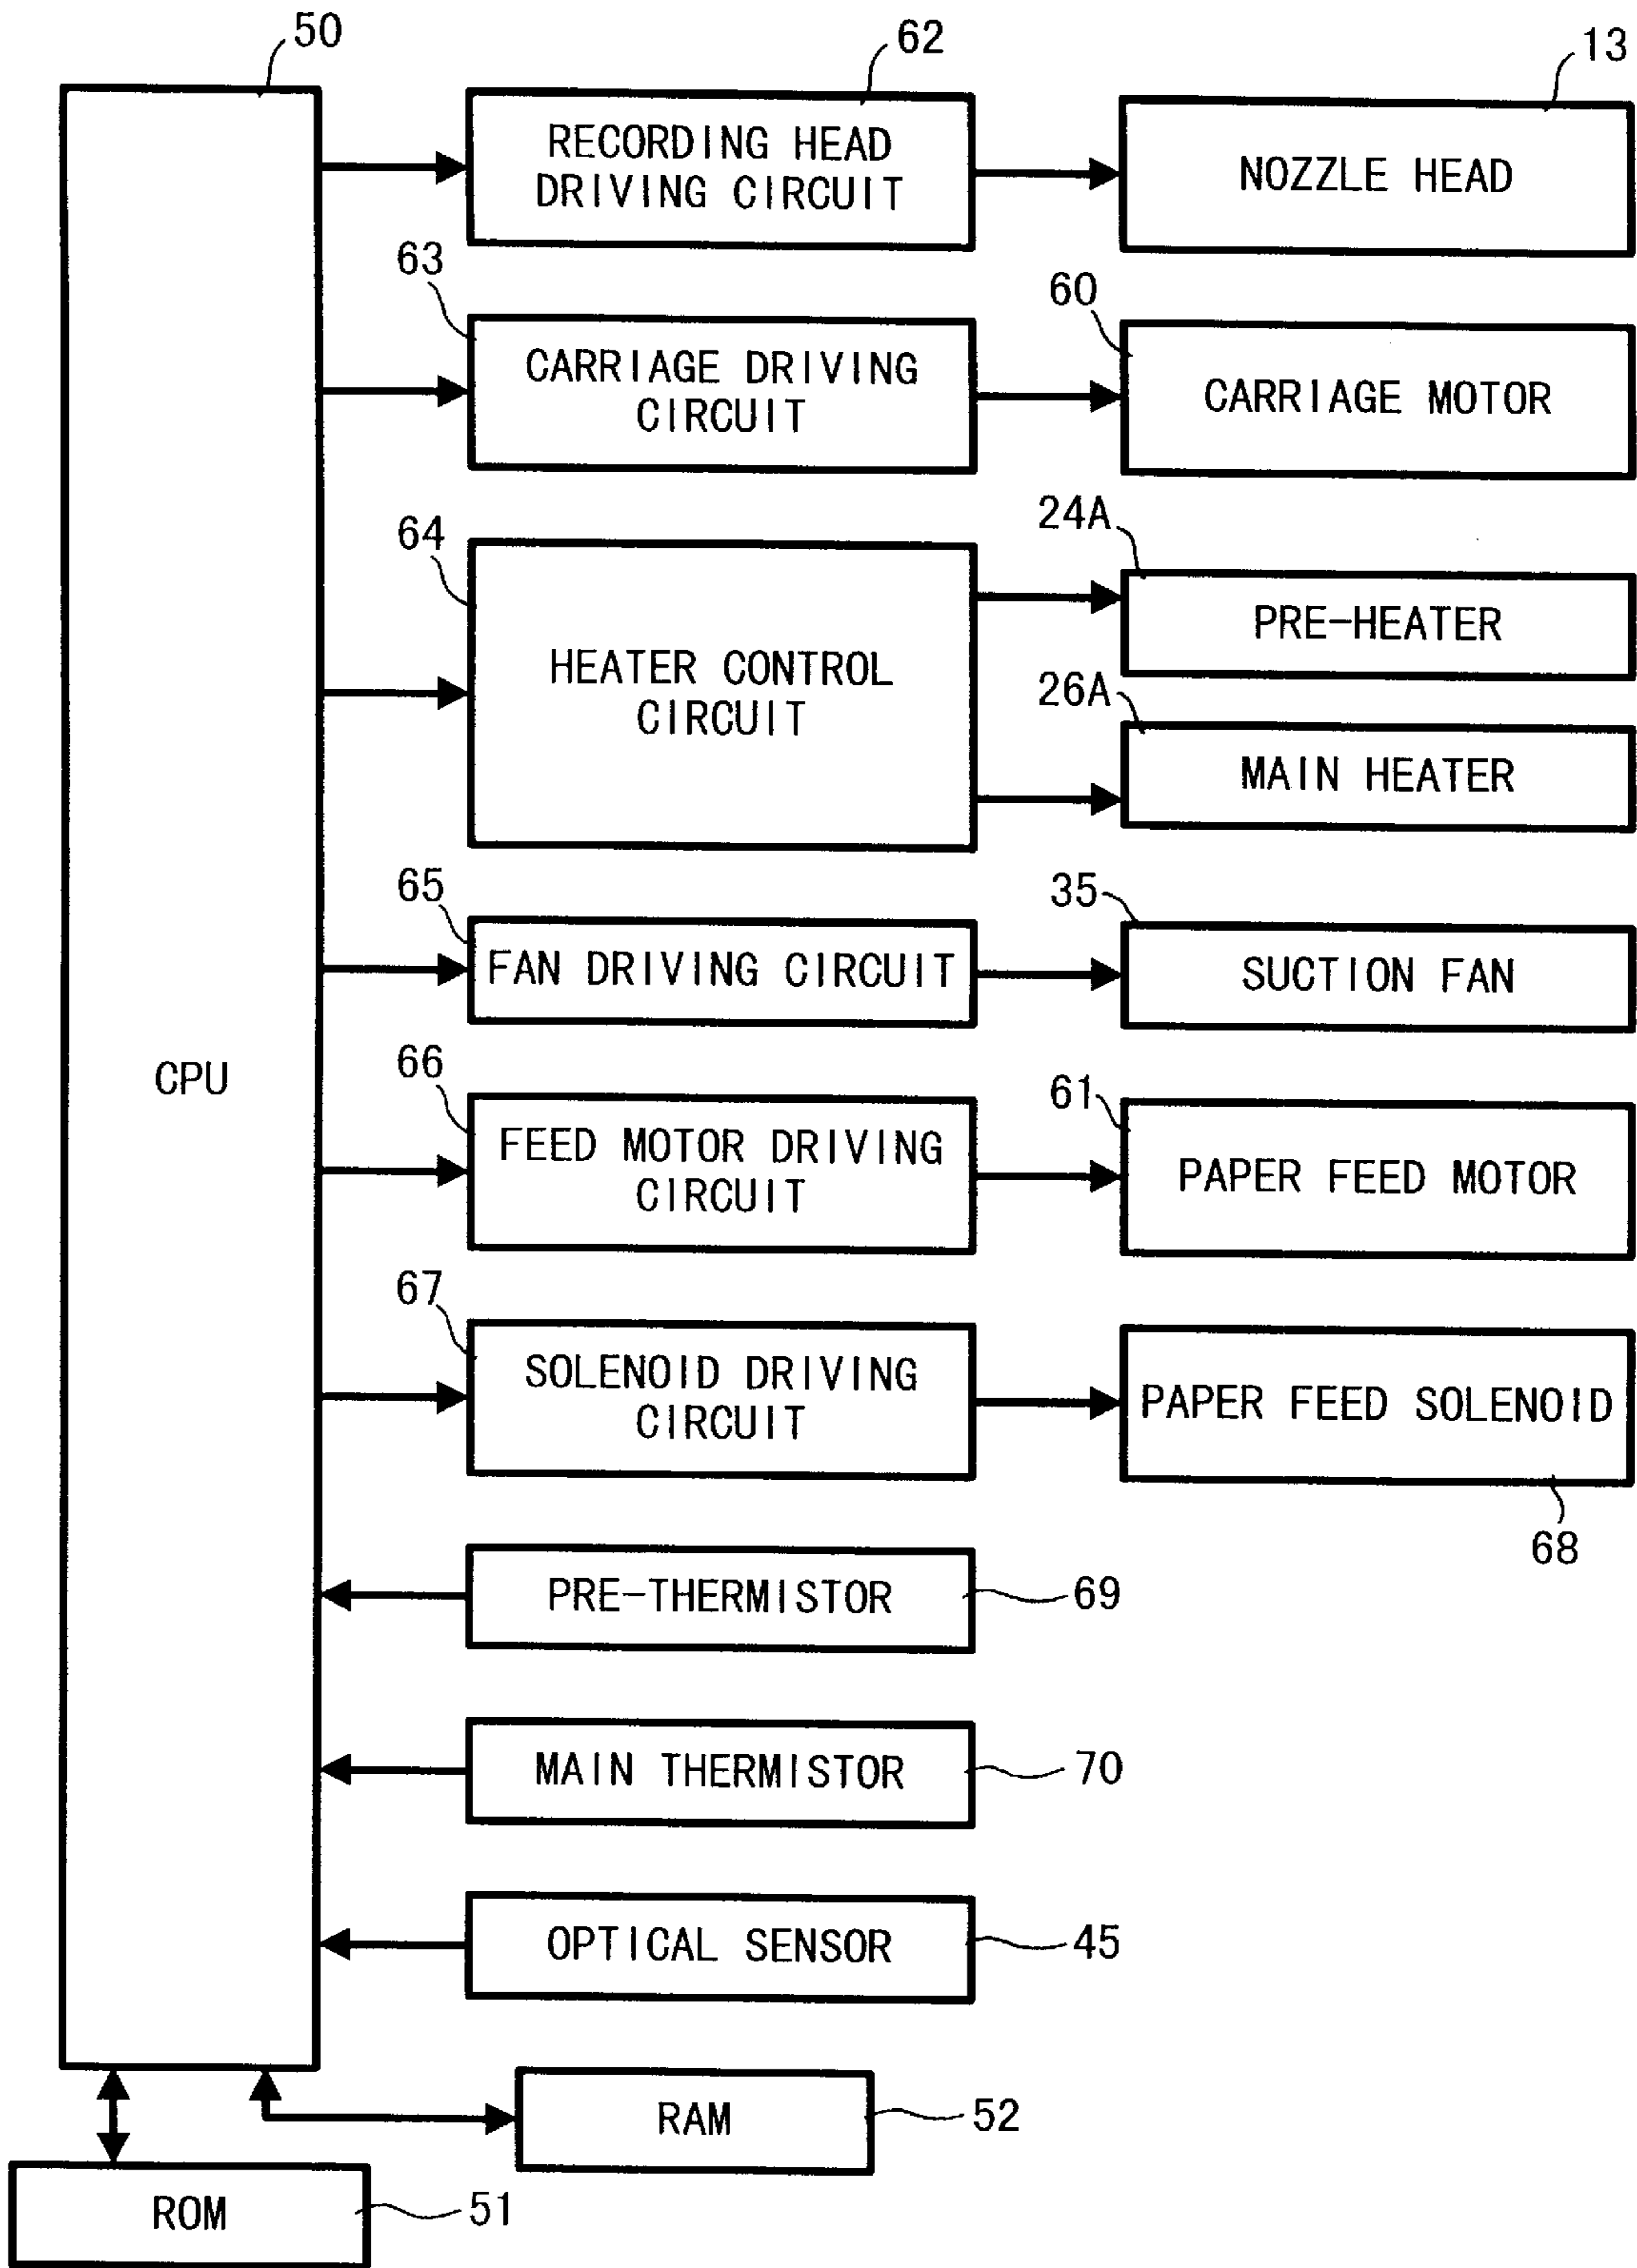 50
62
13
RECORDING HEAD
DRIVING CIRCUIT
NOZZLE HEAD
63
60
CARRIAGE DRIVING
CIRCUIT
CARRIAGE MOTOR
64
24A
PRE-HEATER
HEATER CONTROL
CIRCUIT
26A
MAIN HEATER
65
35
FAN DRIVING CIRCUIT
SUCTION FAN
CPU
66
61
FEED MOTOR DRIVING
CIRCUIT
PAPER FEED MOTOR
67
SOLENOID DRIVING
CIRCUIT
PAPER FEED SOLENOID
68
PRE-THERMISTOR
69
MAIN THERMISTOR
70
OPTICAL SENSOR
45
RAM
52
ROM
51